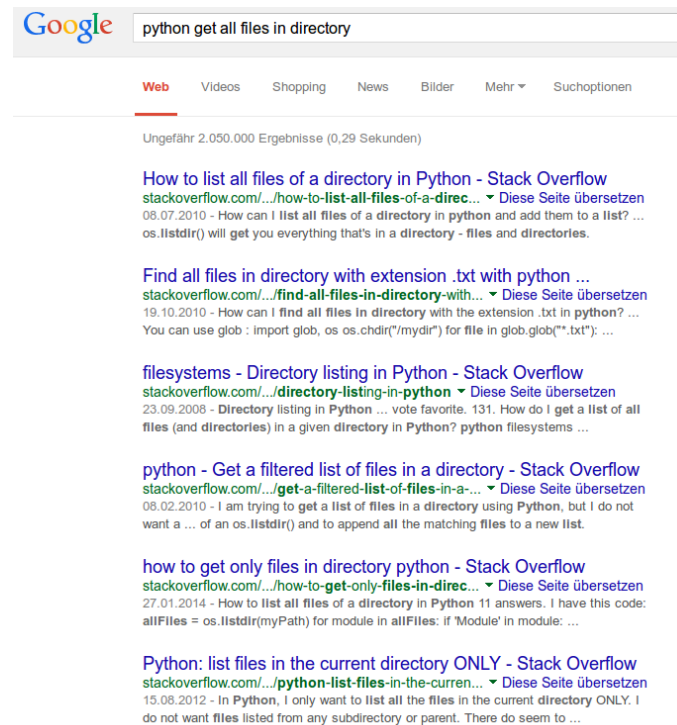 Google
python get all files in directory
Web Videos Shopping News Bilder Mehr Suchoptionen
Ungefähr 2.050.000 Ergebnisse (0,29 Sekunden)
How to list all files of a directory in Python - Stack Overflow
stackoverflow.com/.../how-to-list-all-files-of-a-direc... Diese Seite übersetzen
08.07.2010 - How can I list all files of a directory in python and add them to a list? ...
os.listdir() will get you everything that's in a directory - files and directories.
Find all files in directory with extension .txt with python ...
stackoverflow.com/.../find-all-files-in-directory-with... Diese Seite übersetzen
19.10.2010 - How can I find all files in directory with the extension .txt in python? ...
You can use glob : import glob, os os.chdir("/mydir") for file in glob.glob("*.txt"): ...
filesystems - Directory listing in Python - Stack Overflow
stackoverflow.com/.../directory-listing-in-python Diese Seite übersetzen
23.09.2008 - Directory listing in Python ... vote favorite. 131. How do I get a list of all
files (and directories) in a given directory in Python? python filesystems ...
python - Get a filtered list of files in a directory - Stack Overflow
stackoverflow.com/.../get-a-filtered-list-of-files-in-a-... Diese Seite übersetzen
08.02.2010 - I am trying to get a list of files in a directory using Python, but I do not
want a ... of an os.listdir() and to append all the matching files to a new list.
how to get only files in directory python - Stack Overflow
stackoverflow.com/.../how-to-get-only-files-in-direc... Diese Seite übersetzen
27.01.2014 - How to list all files of a directory in Python 11 answers. I have this code:
allFiles = os.listdir(myPath) for module in allFiles: if 'Module' in module: ...
Python: list files in the current directory ONLY - Stack Overflow
stackoverflow.com/.../python-list-files-in-the-curren... Diese Seite übersetzen
15.08.2012 - In Python, I only want to list all the files in the current directory ONLY. I
do not want files listed from any subdirectory or parent. There do seem to ...